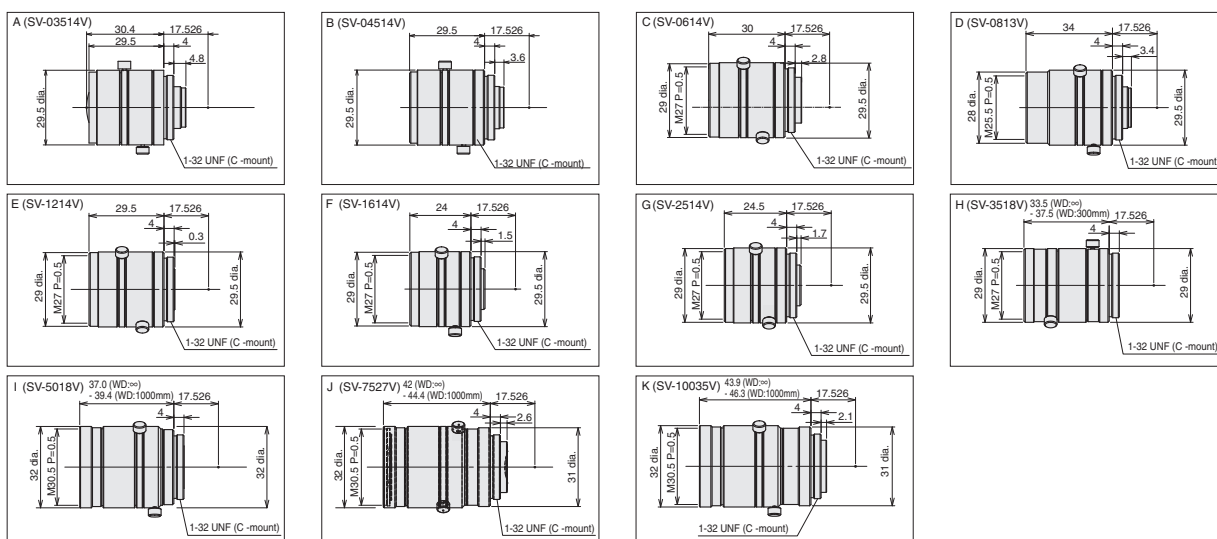 A (SV-03514V)
30.4 17.526
29.5 4
4.8
29.5 dia.
1-32 UNF (C -mount)
B (SV-04514V)
29.5 17.526
4
3.6
29.5 dia.
1-32 UNF (C -mount)
C (SV-0614V)
30 17.526
4
2.8
29 dia.
M27 P=0.5
29.5 dia.
1-32 UNF (C -mount)
D (SV-0813V)
34 17.526
4
3.4
28 dia.
M25.5 P=0.5
29.5 dia.
1-32 UNF (C -mount)
E (SV-1214V)
29.5 17.526
4
0.3
29 dia.
M27 P=0.5
29.5 dia.
1-32 UNF (C -mount)
F (SV-1614V)
24 17.526
4
1.5
29 dia.
M27 P=0.5
29.5 dia.
1-32 UNF (C -mount)
G (SV-2514V)
24.5 17.526
4
1.7
29 dia.
M27 P=0.5
29.5 dia.
1-32 UNF (C -mount)
H (SV-3518V) 33.5 (WD:∞)
- 37.5 (WD:300mm) 17.526
4
29 dia.
M27 P=0.5
29 dia.
1-32 UNF (C -mount)
I (SV-5018V) 37.0 (WD:∞)
- 39.4 (WD:1000mm) 17.526
4
32 dia.
M30.5 P=0.5
32 dia.
1-32 UNF (C -mount)
J (SV-7527V) 42 (WD:∞)
- 44.4 (WD:1000mm) 17.526
4
2.6
32 dia.
M30.5 P=0.5
31 dia.
1-32 UNF (C -mount)
K (SV-10035V) 43.9 (WD:∞)
- 46.3 (WD:1000mm) 17.526
4
2.1
32 dia.
M30.5 P=0.5
31 dia.
1-32 UNF (C -mount)